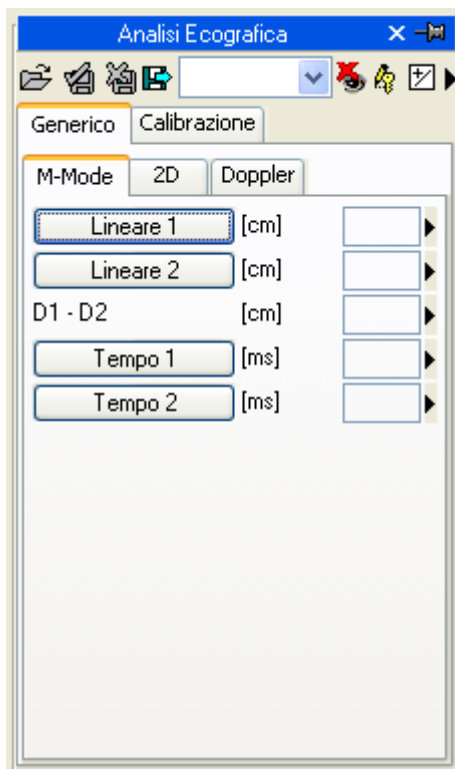 Analisi Ecografica
Generico Calibrazione
M-Mode 2D Doppler
Lineare 1 [cm]
Lineare 2 [cm]
D1 - D2 [cm]
Tempo 1 [ms]
Tempo 2 [ms]